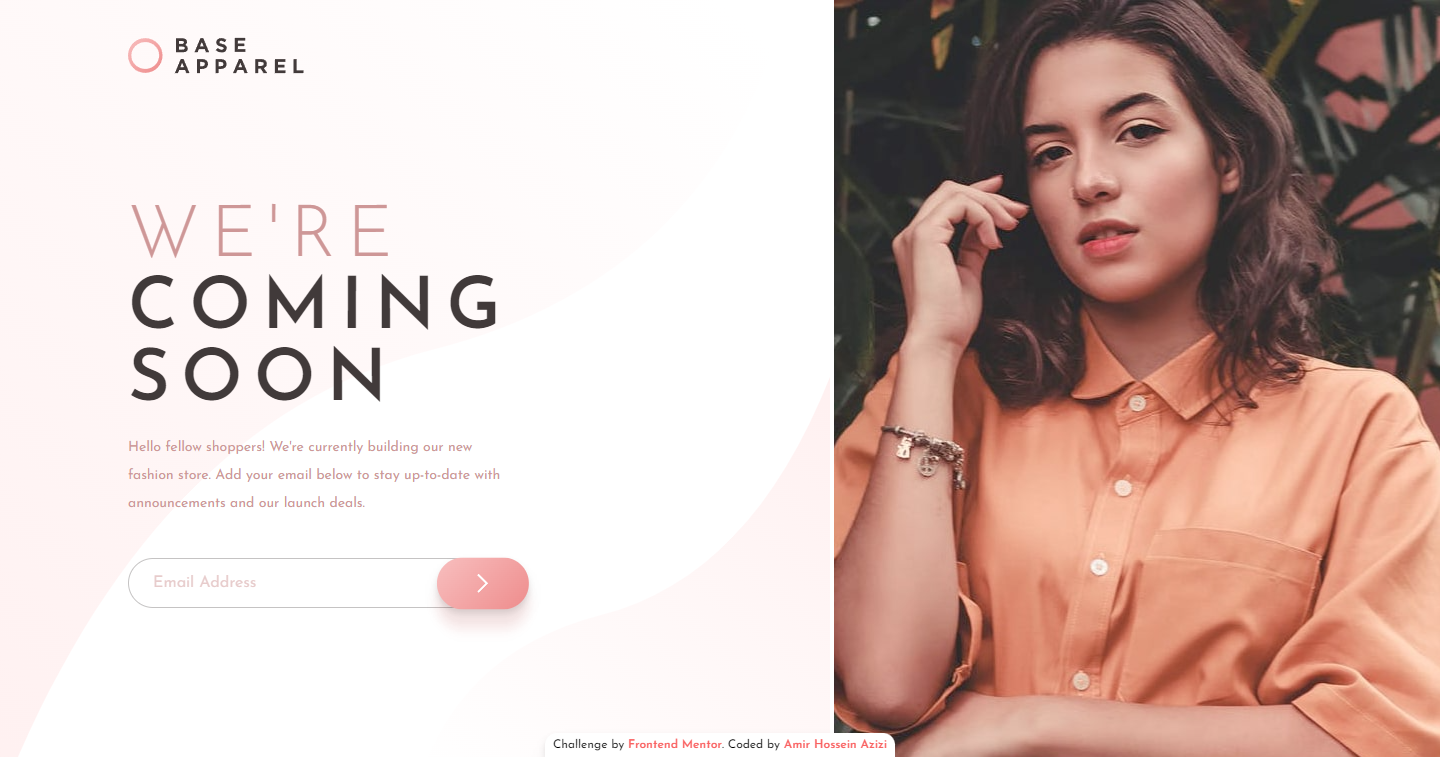 BASE
APPAREL
WE'RE
COMING
SOON
Hello fellow shoppers! We're currently building our new
fashion store. Add your email below to stay up-to-date with
announcements and our launch deals.
Email Address
Challenge by Frontend Mentor. Coded by Amir Hossein Azizi